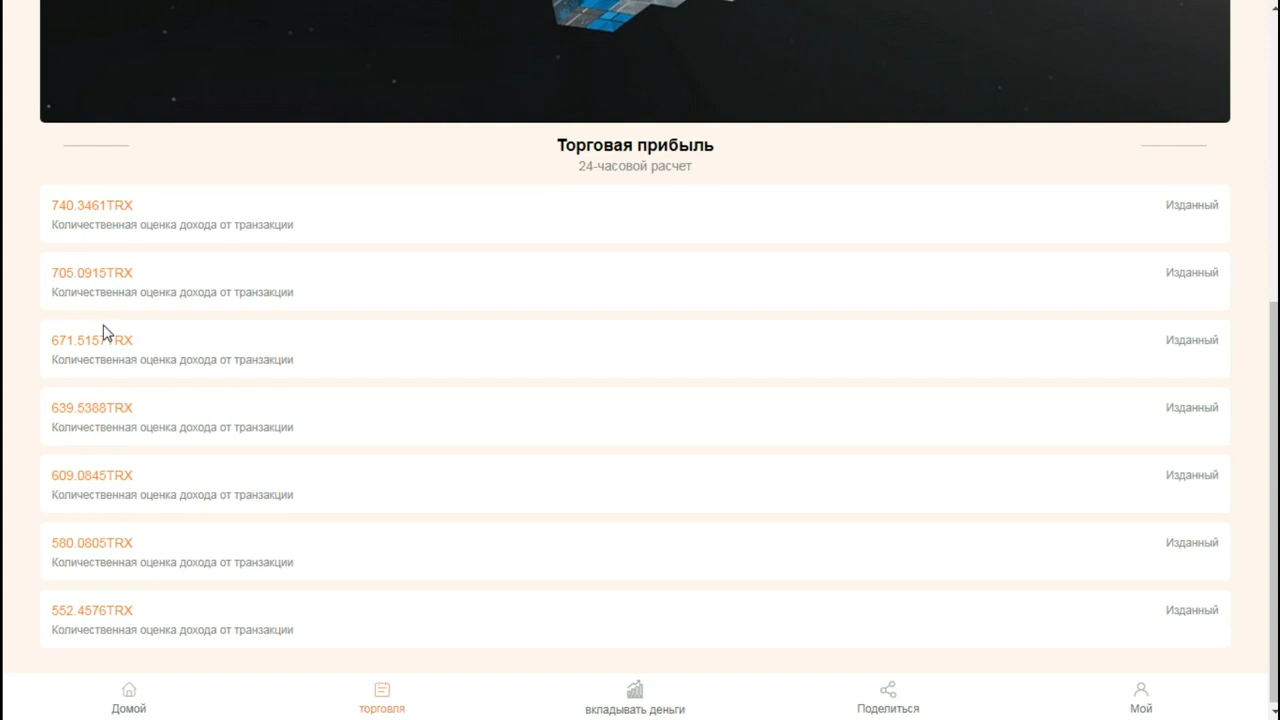 Торговая прибыль
24-часовой расчет
740.3461TRX
Изданный
Количественная оценка дохода от транзакции
705.0915TRX
Изданный
Количественная оценка дохода от транзакции
671.5157TRX
Изданный
Количественная оценка дохода от транзакции
639.5388TRX
Изданный
Количественная оценка дохода от транзакции
609.0845TRX
Изданный
Количественная оценка дохода от транзакции
580.0805TRX
Изданный
Количественная оценка дохода от транзакции
552.4576TRX
Изданный
Количественная оценка дохода от транзакции
Домой
торговля
вкладывать деньги
Поделиться
Мой